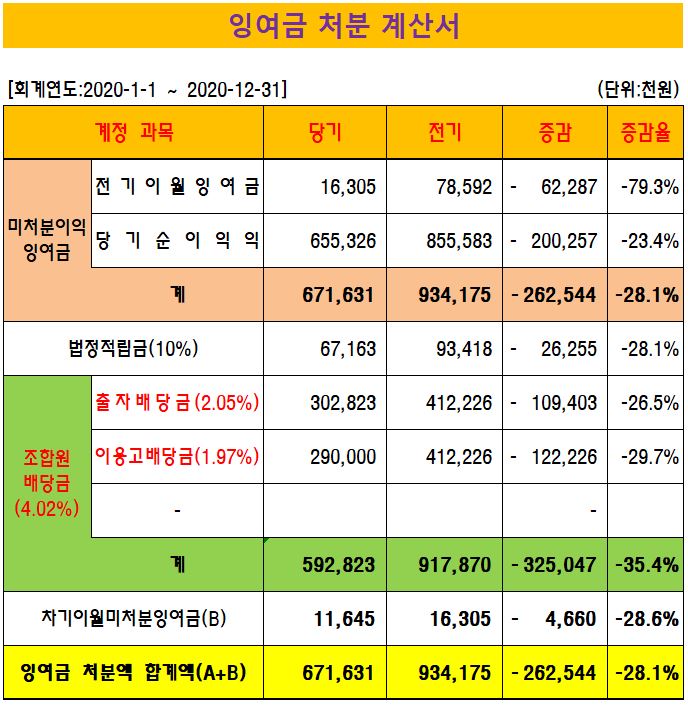 잉여금 처분 계산서
[회계연도:2020-1-1 ~ 2020-12-31] (단위:천원)
계정 과목 당기 전기 증감 증감율
미처분이익잉여금 전기이월잉여금 16,305 78,592 - 62,287 -79.3%
당기순이익익 655,326 855,583 - 200,257 -23.4%
계 671,631 934,175 - 262,544 -28.1%
법정적립금(10%) 67,163 93,418 - 26,255 -28.1%
조합원
배당금
(4.02%)
출자배당금(2.05%) 302,823 412,226 - 109,403 -26.5%
이용고배당금(1.97%) 290,000 412,226 - 122,226 -29.7%
- -
계 592,823 917,870 - 325,047 -35.4%
차기이월미처분잉여금(B) 11,645 16,305 - 4,660 -28.6%
잉여금 처분액 합계액(A+B) 671,631 934,175 - 262,544 -28.1%